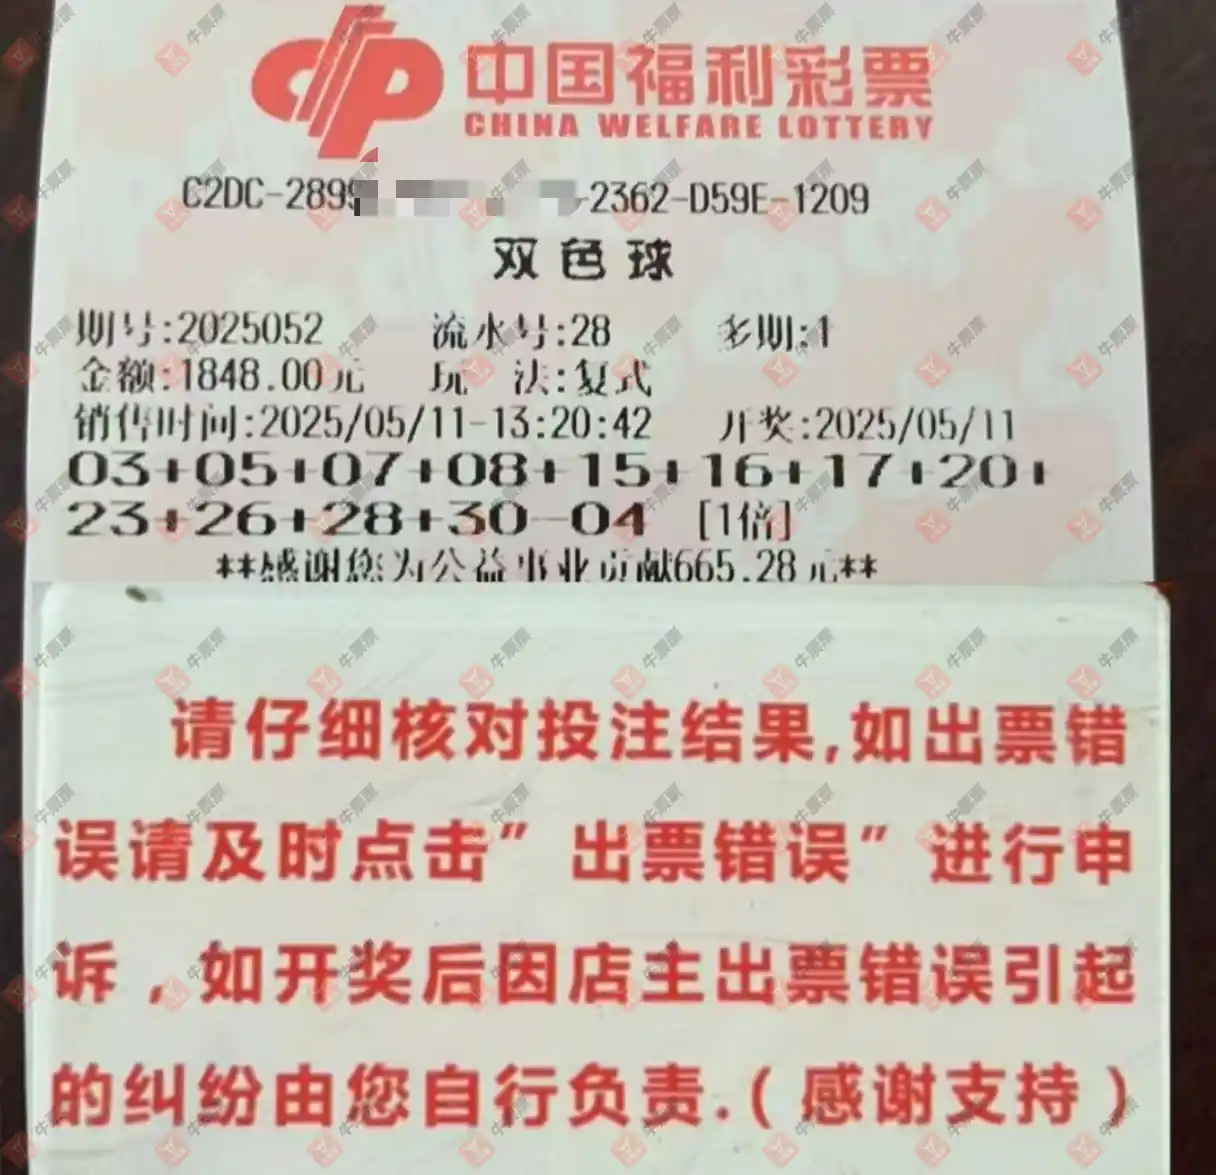 中国福利彩票
CHINA WELFARE LOTTERY
C2DC-2899 -2362-D59E-1209
双色球
期号:2025052 流水号:28 多期:1
金额:1848.00元 玩 法:复式
销售时间:2025/05/11-13:20:42 开奖:2025/05/11
03+05+07+08+15+16+17+20+
23+26+28+30-04 [1倍]
**感谢您为公益事业贡献665.28元**
请仔细核对投注结果,如出票错
误请及时点击”出票错误”进行申
诉，如开奖后因店主出票错误引起
的纠纷由您自行负责.(感谢支持)
牛票票